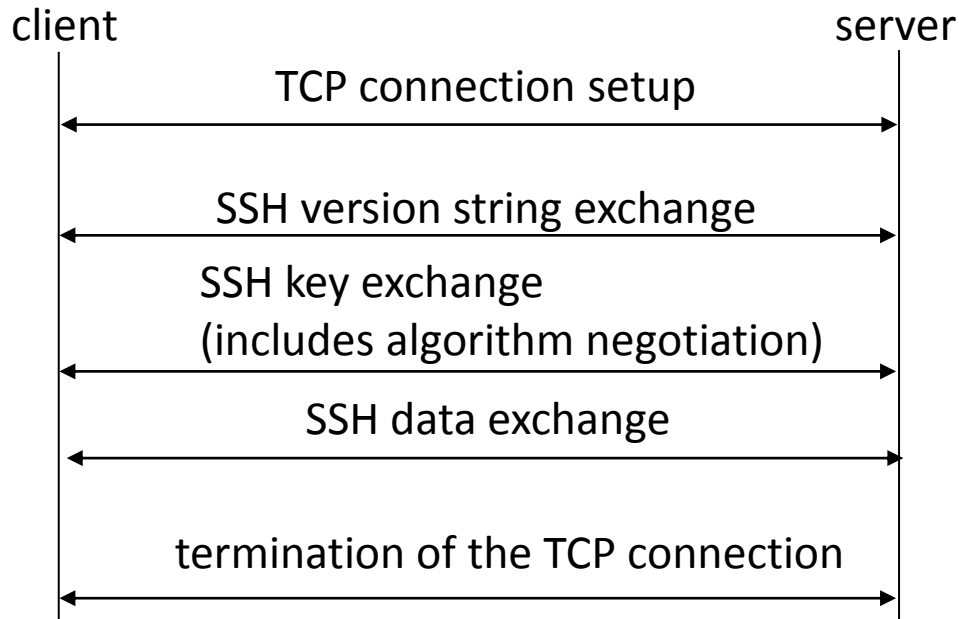 client
server
TCP connection setup
SSH version string exchange
SSH key exchange
(includes algorithm negotiation)
SSH data exchange
termination of the TCP connection